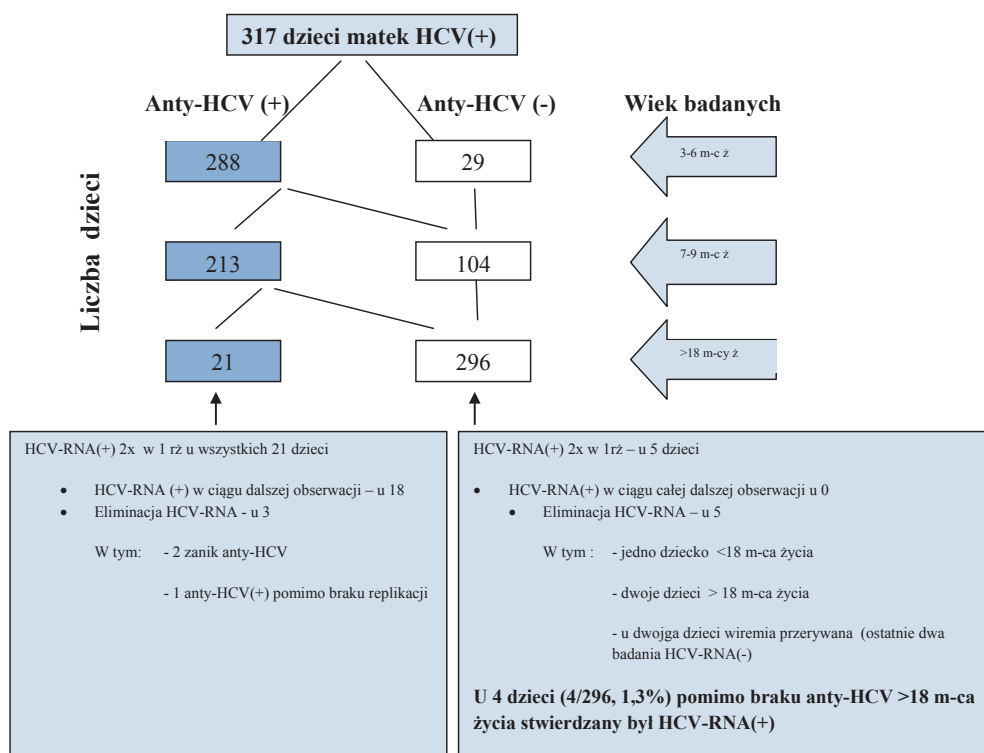 317 dzieci matek HCV(+)
Anty-HCV (+)
Anty-HCV (-)
Wiek badanych
Liczba dzieci
288
29
3-6 m-c ż
213
104
7-9 m-c ż
21
296
>18 m-cy ż
HCV-RNA(+) 2x w 1 rż u wszystkich 21 dzieci
• HCV-RNA (+) w ciągu dalszej obserwacji – u 18
• Eliminacja HCV-RNA - u 3
W tym: - 2 zanik anty-HCV
- 1 anty-HCV(+) pomimo braku replikacji
HCV-RNA(+) 2x w 1rż – u 5 dzieci
• HCV-RNA(+) w ciągu całej dalszej obserwacji u 0
• Eliminacja HCV-RNA – u 5
W tym : - jedno dziecko <18 m-ca życia
- dwoje dzieci > 18 m-ca życia
- u dwojga dzieci wiremia przerywana (ostatnie dwa
badania HCV-RNA(-)
U 4 dzieci (4/296, 1,3%) pomimo braku anty-HCV >18 m-ca
życia stwierdzany był HCV-RNA(+)